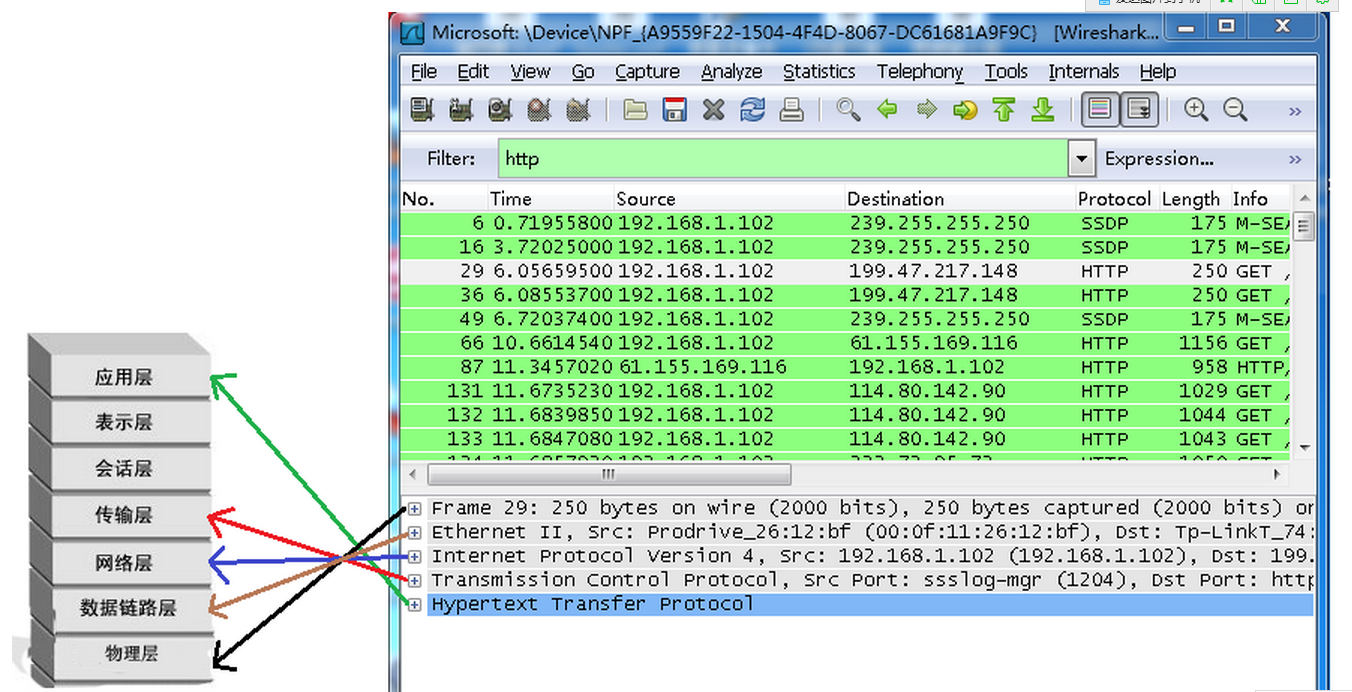 Microsoft: \Device\NPF_{A9559F22-1504-4F4D-8067-DC61681A9F9C} [Wireshark...
File Edit View Go Capture Analyze Statistics Telephony Tools Internals Help
Filter: http Expression...
No. Time Source Destination Protocol Length Info
6 0.71955800 192.168.1.102 239.255.255.250 SSDP 175 M-SE
16 3.72025000 192.168.1.102 239.255.255.250 SSDP 175 M-SE
29 6.05659500 192.168.1.102 199.47.217.148 HTTP 250 GET /
36 6.08553700 192.168.1.102 199.47.217.148 HTTP 250 GET /
49 6.72037400 192.168.1.102 239.255.255.250 SSDP 175 M-SE
66 10.6614540 192.168.1.102 61.155.169.116 HTTP 1156 GET /
87 11.3457020 61.155.169.116 192.168.1.102 HTTP 958 HTTP/
131 11.6735230 192.168.1.102 114.80.142.90 HTTP 1029 GET /
132 11.6839850 192.168.1.102 114.80.142.90 HTTP 1044 GET /
133 11.6847080 192.168.1.102 114.80.142.90 HTTP 1043 GET /
Frame 29: 250 bytes on wire (2000 bits), 250 bytes captured (2000 bits) on
Ethernet II, Src: Prodrive_26:12:bf (00:0f:11:26:12:bf), Dst: Tp-LinkT_74:
Internet Protocol Version 4, Src: 192.168.1.102 (192.168.1.102), Dst: 199.
Transmission Control Protocol, Src Port: ssslog-mgr (1204), Dst Port: http
Hypertext Transfer Protocol
应用层
表示层
会话层
传输层
网络层
数据链路层
物理层